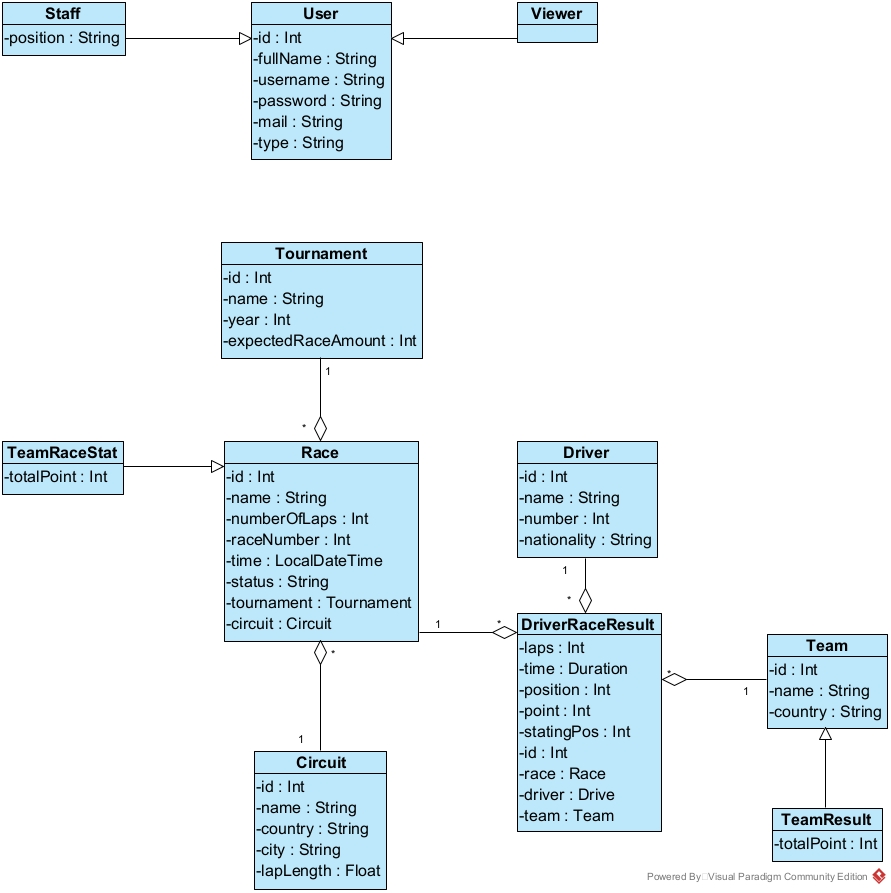 Staff
-position : String
User
-id : Int
-fullName : String
-username : String
-password : String
-mail : String
-type : String
Viewer
Tournament
-id : Int
-name : String
-year : Int
-expectedRaceAmount : Int
1
*
TeamRaceStat
-totalPoint : Int
Race
-id : Int
-name : String
-numberOfLaps : Int
-raceNumber : Int
-time : LocalDateTime
-status : String
-tournament : Tournament
-circuit : Circuit
Driver
-id : Int
-name : String
-number : Int
-nationality : String
1
*
1
*
DriverRaceResult
-laps : Int
-time : Duration
-position : Int
-point : Int
-statingPos : Int
-id : Int
-race : Race
-driver : Drive
-team : Team
*
1
Team
-id : Int
-name : String
-country : String
*
1
Circuit
-id : Int
-name : String
-country : String
-city : String
-lapLength : Float
TeamResult
-totalPoint : Int
Powered By Visual Paradigm Community Edition